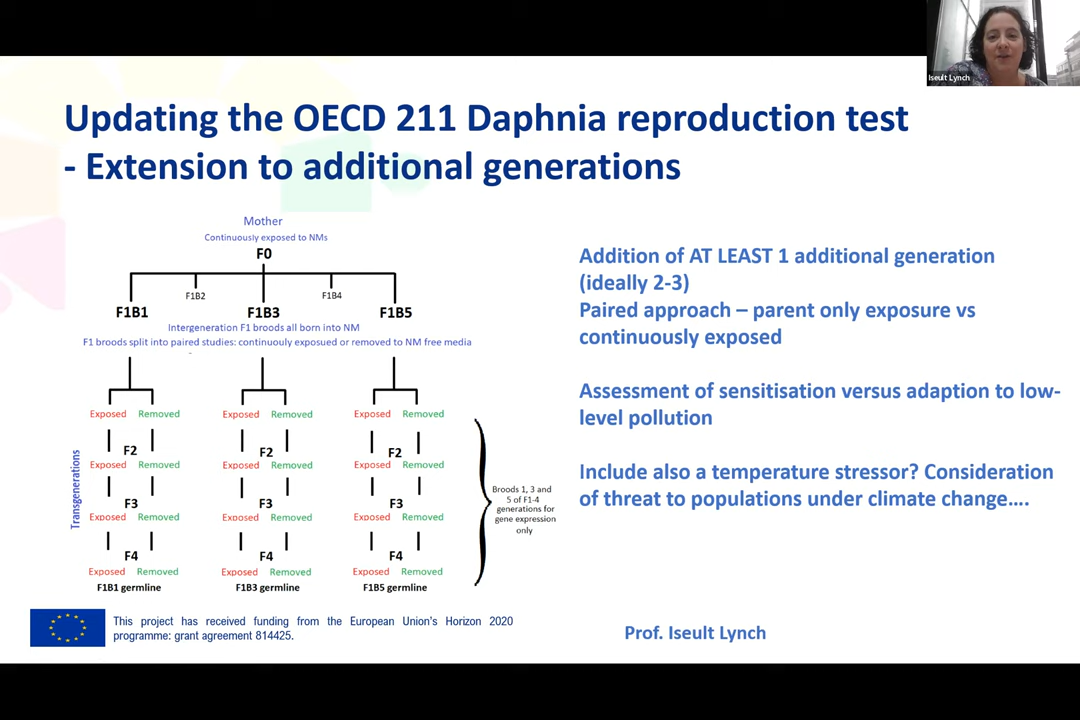 Iseult Lynch
Updating the OECD 211 Daphnia reproduction test
- Extension to additional generations
Mother
Continuously exposed to NMs
F0
F1B2
F1B4
F1B1
F1B3
F1B5
Intergeneration F1 broods all born into NM
F1 broods split into paired studies: continuouly exposued or removed to NM free media
Exposed Removed Exposed Removed Exposed Removed
F2 F2 F2
Exposed Removed Exposed Removed Exposed Removed
F3 F3 F3
Exposed Removed Exposed Removed Exposed Removed
F4 F4 F4
Exposed Removed Exposed Removed Exposed Removed
F1B1 germline F1B3 germline F1B5 germline
Transgenerations
Broods 1, 3 and
5 of F1-4
generations for
gene expression
only
Addition of AT LEAST 1 additional generation
(ideally 2-3)
Paired approach – parent only exposure vs
continuously exposed
Assessment of sensitisation versus adaption to low-
level pollution
Include also a temperature stressor? Consideration
of threat to populations under climate change….
This project has received funding from the European Union's Horizon 2020
programme: grant agreement 814425.
Prof. Iseult Lynch